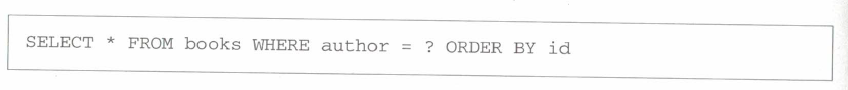 SELECT * FROM books WHERE author = ? ORDER BY id